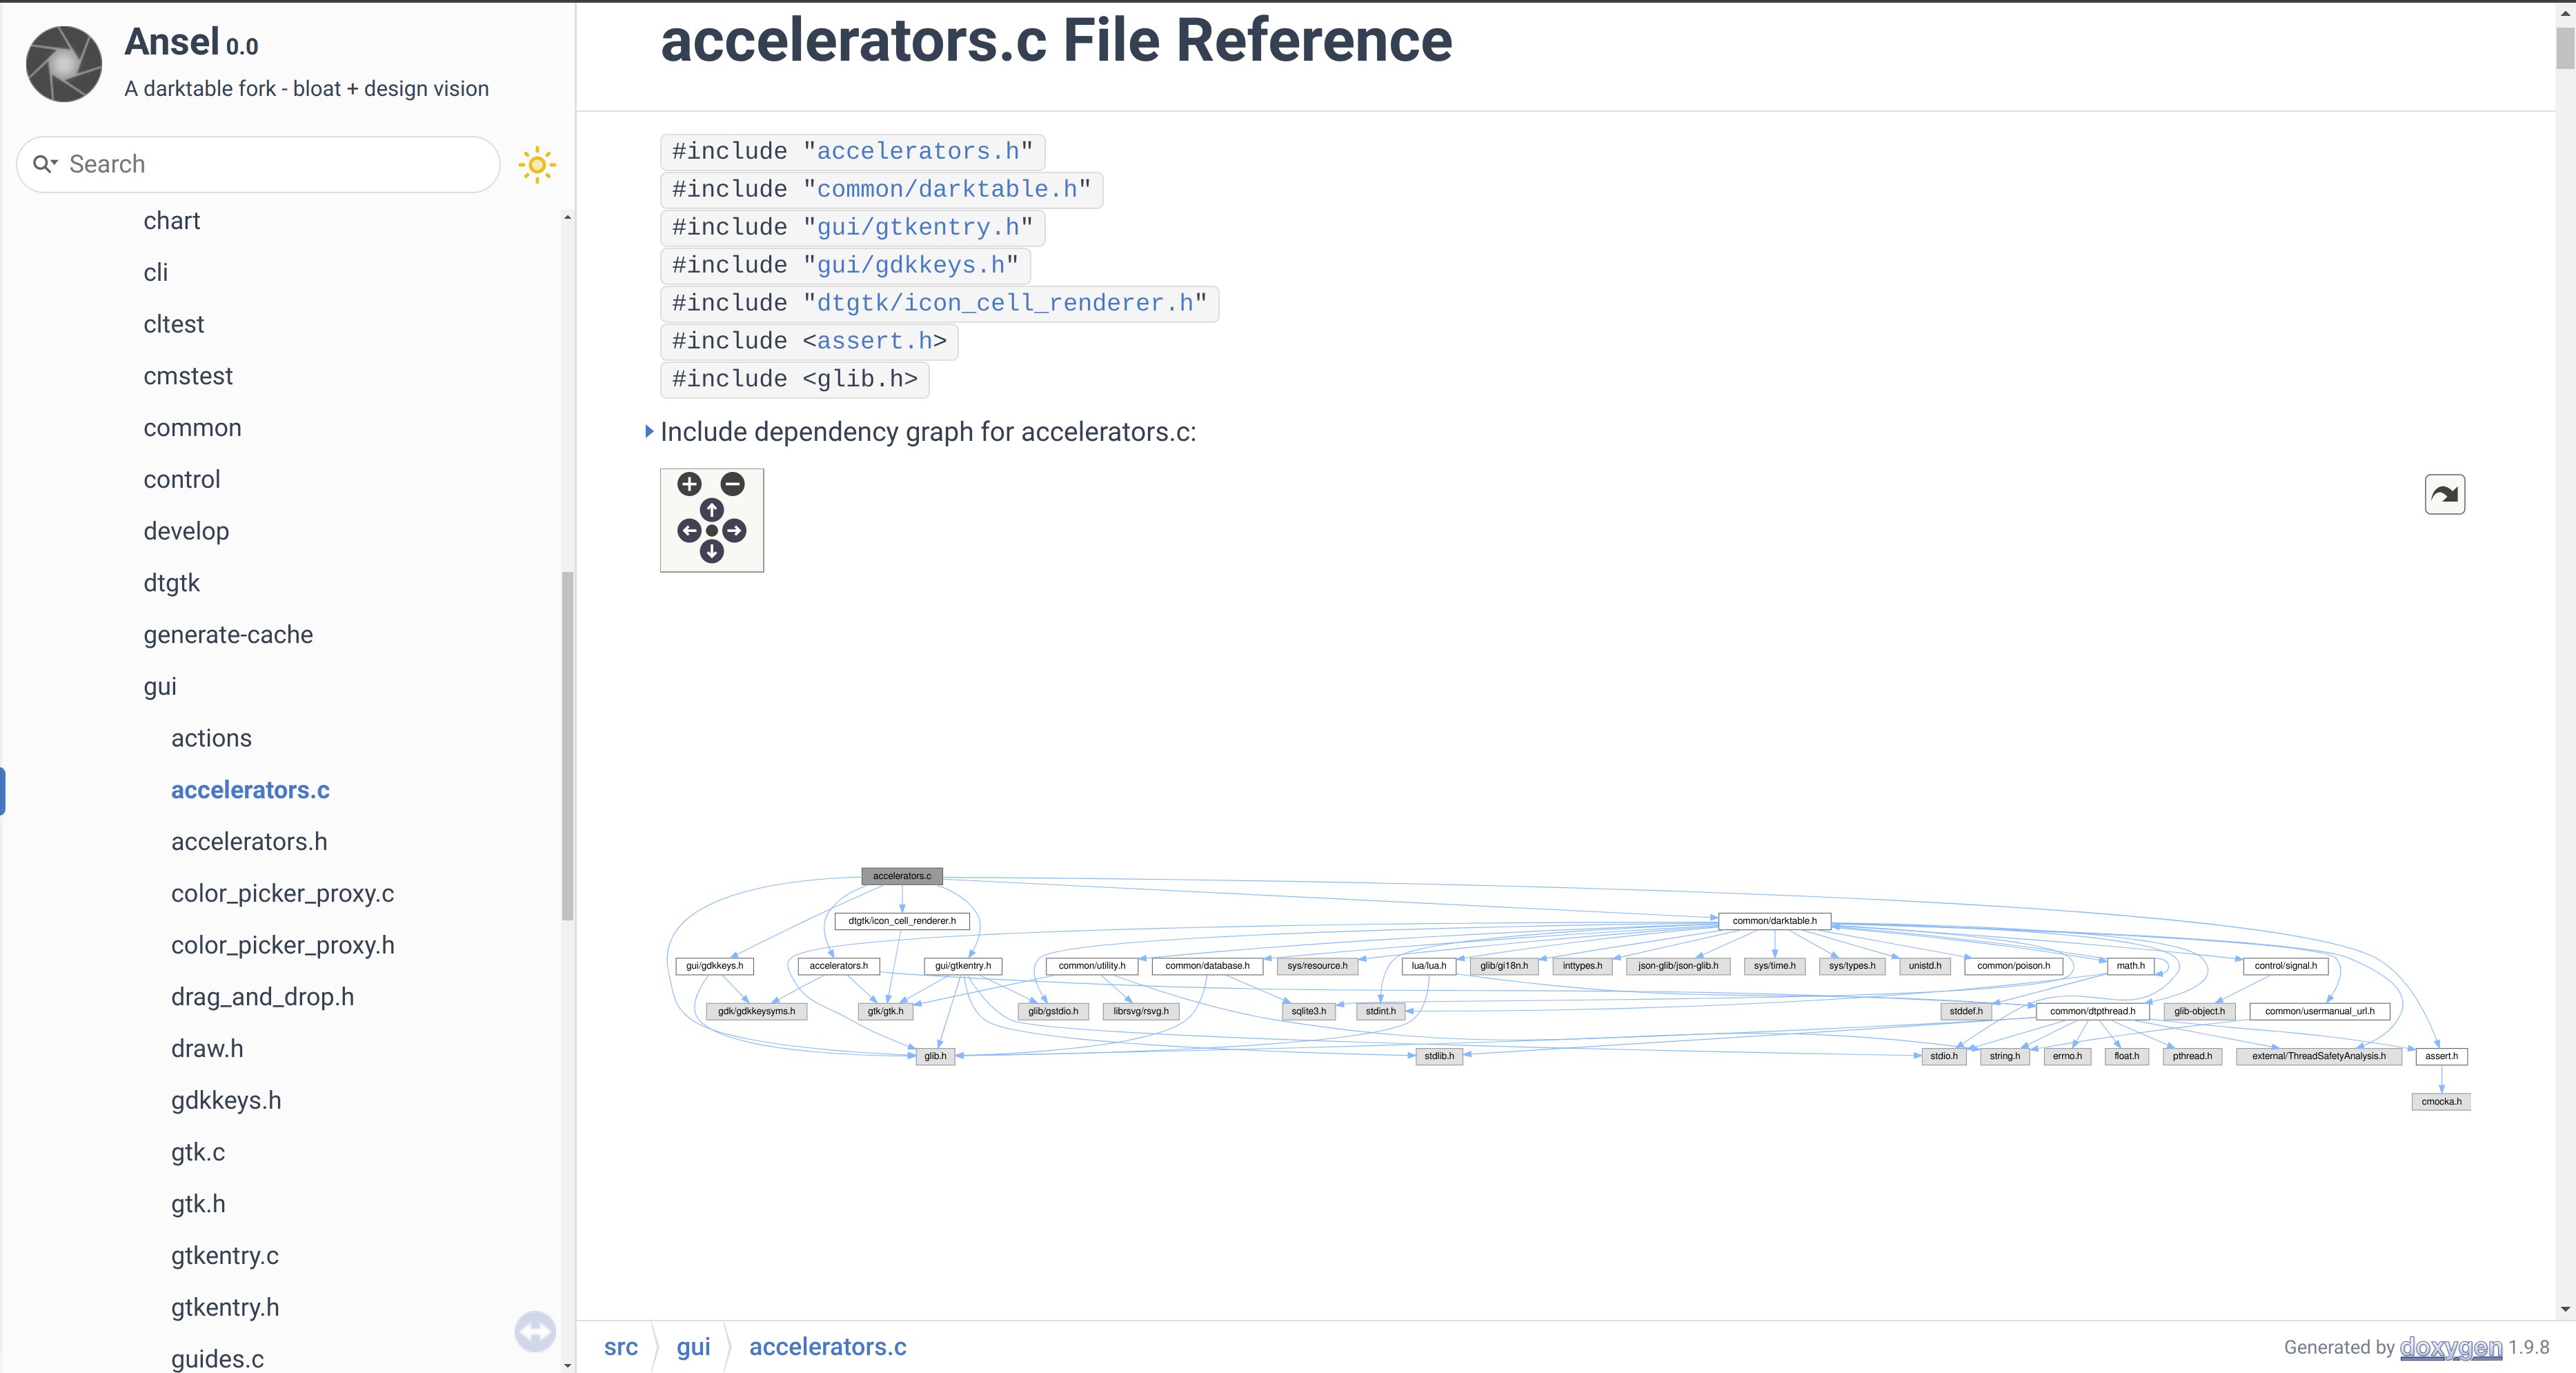 Ansel 0.0
A darktable fork - bloat + design vision
Search
chart
cli
cltest
cmstest
common
control
develop
dtgtk
generate-cache
gui
actions
accelerators.c
accelerators.h
color_picker_proxy.c
color_picker_proxy.h
drag_and_drop.h
draw.h
gdkkeys.h
gtk.c
gtk.h
gtkentry.c
gtkentry.h
guides.c
accelerators.c File Reference
#include "accelerators.h"
#include "common/darktable.h"
#include "gui/gtkentry.h"
#include "gui/gdkkeys.h"
#include "dtgtk/icon_cell_renderer.h"
#include <assert.h>
#include <glib.h>
Include dependency graph for accelerators.c:
accelerators.c
dtgtk/icon_cell_renderer.h common/darktable.h
gui/gdkkeys.h accelerators.h gui/gtkentry.h common/utility.h common/database.h sys/resource.h lua/lua.h glib/gi18n.h inttypes.h json-glib/json-glib.h sys/time.h sys/types.h unistd.h common/poison.h math.h control/signal.h
gdk/gdkkeysyms.h gtk/gtk.h glib/gstdio.h librsvg/rsvg.h sqlite3.h stdint.h stddef.h common/dtpthread.h glib-object.h common/usermanual_url.h
glib.h stdlib.h stdio.h string.h errno.h float.h pthread.h external/ThreadSafetyAnalysis.h assert.h
cmocka.h
src gui accelerators.c
Generated by doxygen 1.9.8